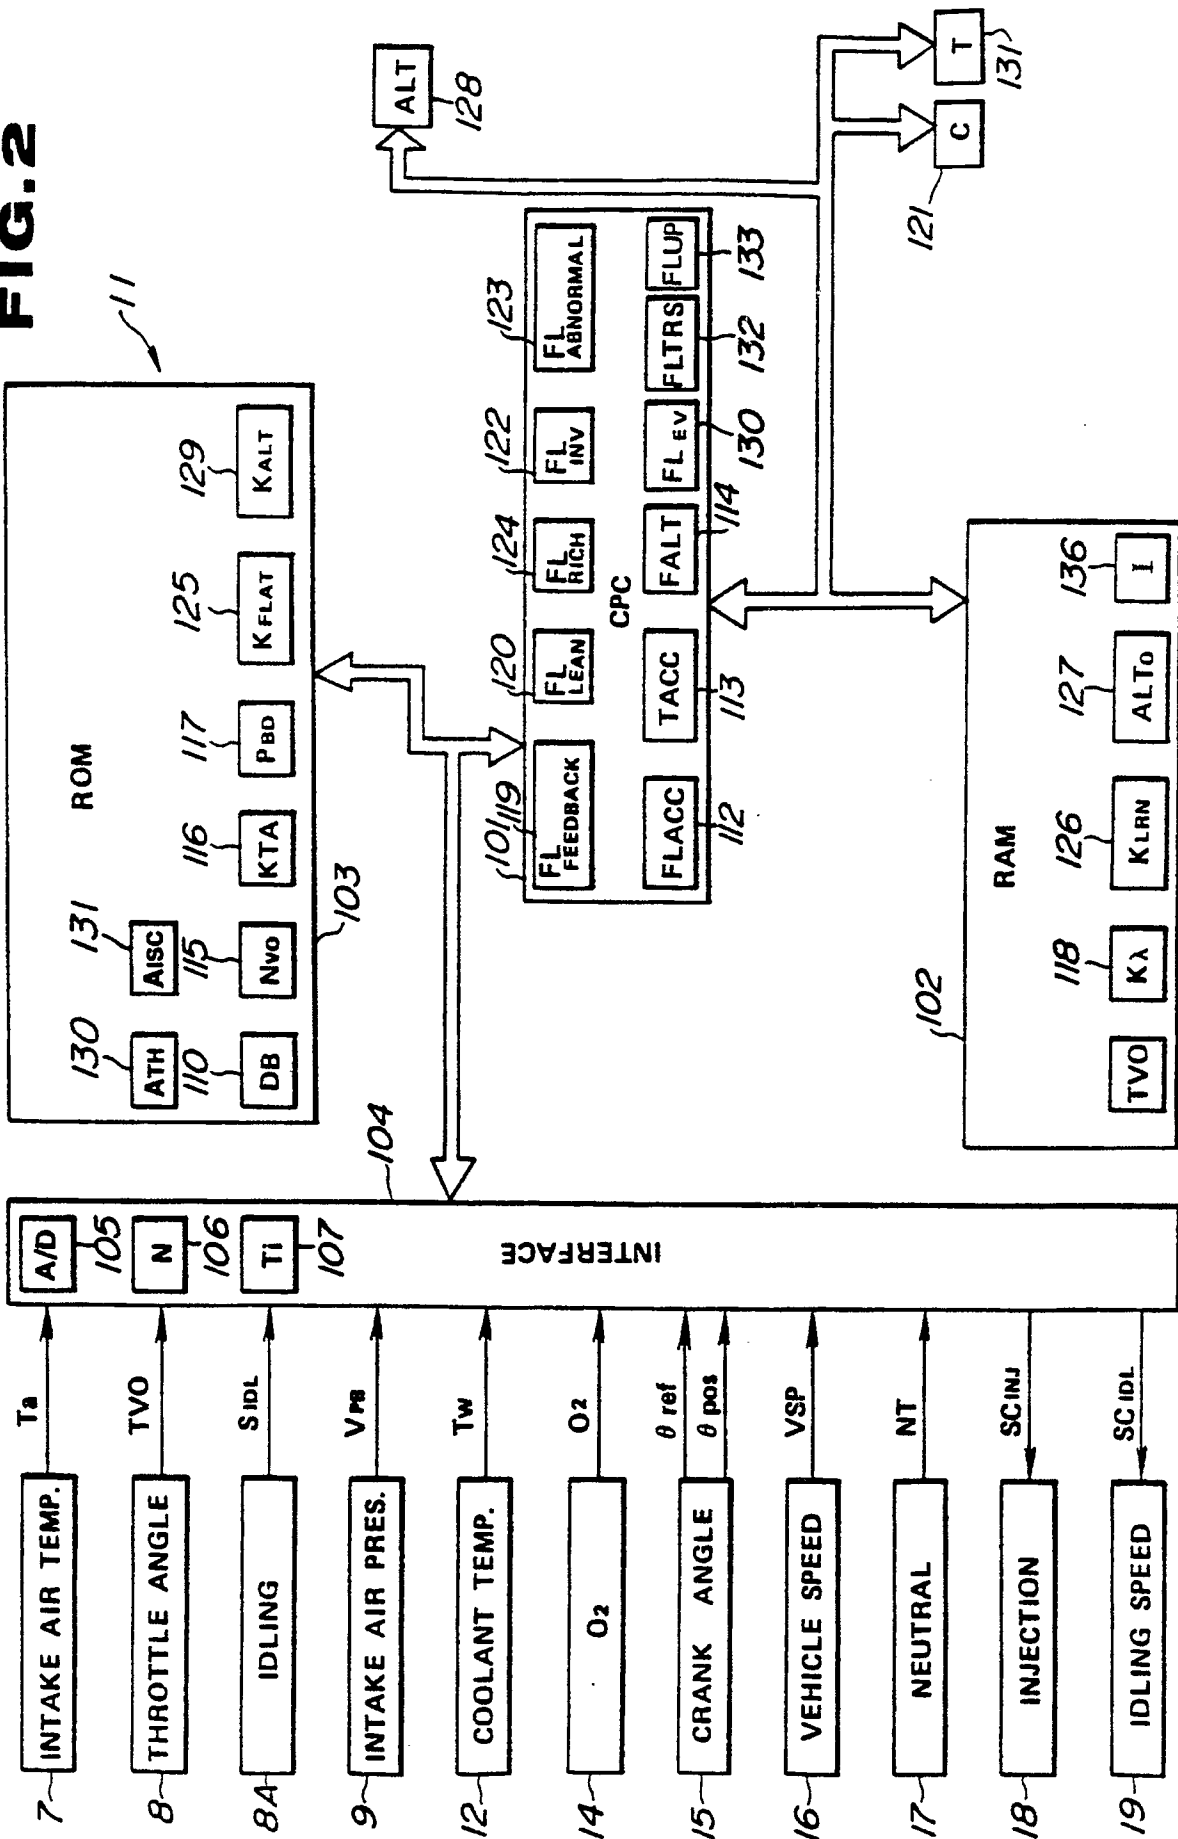 FIG.2
11
ROM
130
ATH
131
AISC
110
DB
115
NVO
116
KTA
117
PBD
125
KFLAT
129
KALT
103
104
A/D
105
N
106
Ti
107
INTERFACE
7
INTAKE AIR TEMP.
Ta
8
THROTTLE ANGLE
TVO
8A
IDLING
SIDL
9
INTAKE AIR PRES.
VPB
12
COOLANT TEMP.
TW
14
O2
O2
15
CRANK ANGLE
θ ref
θ pos
16
VEHICLE SPEED
VSP
17
NEUTRAL
NT
18
INJECTION
SCINJ
19
IDLING SPEED
SCIDL
101
119
FL FEEDBACK
120
FL LEAN
124
FL RICH
122
FL INV
123
FL ABNORMAL
CPC
FLACC
112
TACC
113
FALT
114
FLEV
130
FLTRS
132
FLUP
133
ALT
128
C
121
T
131
102
RAM
TVO
118
Kλ
126
KLRN
127
ALTO
136
I